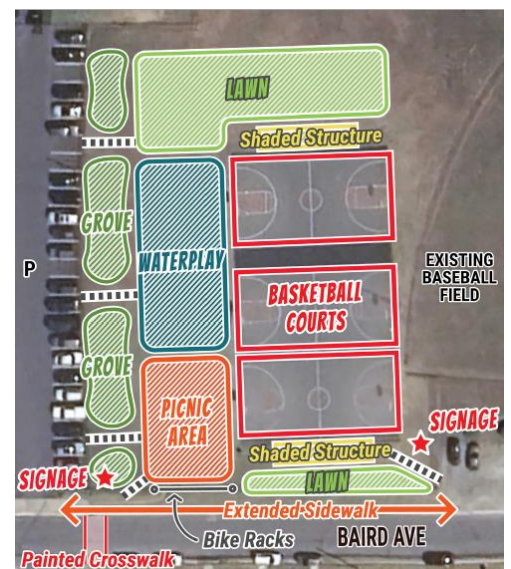 LAWN
Shaded Structure
GROVE
WATERPLAY
P
EXISTING
BASEBALL
FIELD
BASKETBALL
COURTS
GROVE
PICNIC
AREA
SIGNAGE
Shaded Structure
SIGNAGE
LAWN
Extended Sidewalk
Bike Racks
BAIRD AVE
Painted Crosswalk